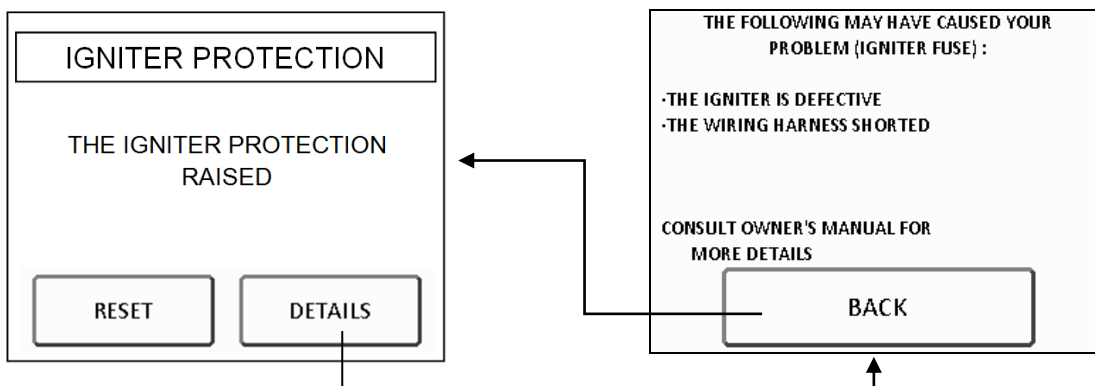 IGNITER PROTECTION
THE IGNITER PROTECTION
RAISED
RESET
DETAILS
THE FOLLOWING MAY HAVE CAUSED YOUR
PROBLEM (IGNITER FUSE) :
·THE IGNITER IS DEFECTIVE
·THE WIRING HARNESS SHORTED
CONSULT OWNER'S MANUAL FOR
MORE DETAILS
BACK